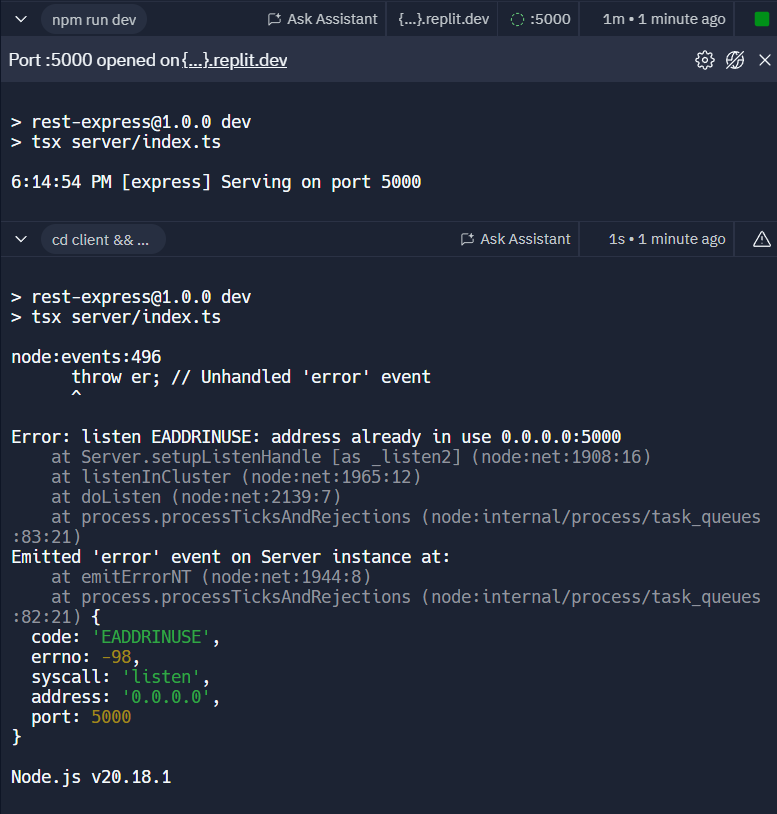 npm run dev Ask Assistant {...}.replit.dev :5000 1m • 1 minute ago
Port :5000 opened on {...}.replit.dev
> rest-express@1.0.0 dev
> tsx server/index.ts
6:14:54 PM [express] Serving on port 5000
cd client && ... Ask Assistant 1s • 1 minute ago
> rest-express@1.0.0 dev
> tsx server/index.ts
node:events:496
throw er; // Unhandled 'error' event
^
Error: listen EADDRINUSE: address already in use 0.0.0.0:5000
at Server.setupListenHandle [as _listen2] (node:net:1908:16)
at listenInCluster (node:net:1965:12)
at doListen (node:net:2139:7)
at process.processTicksAndRejections (node:internal/process/task_queues
:83:21)
Emitted 'error' event on Server instance at:
at emitErrorNT (node:net:1944:8)
at process.processTicksAndRejections (node:internal/process/task_queues
:82:21) {
code: 'EADDRINUSE',
errno: -98,
syscall: 'listen',
address: '0.0.0.0',
port: 5000
}
Node.js v20.18.1